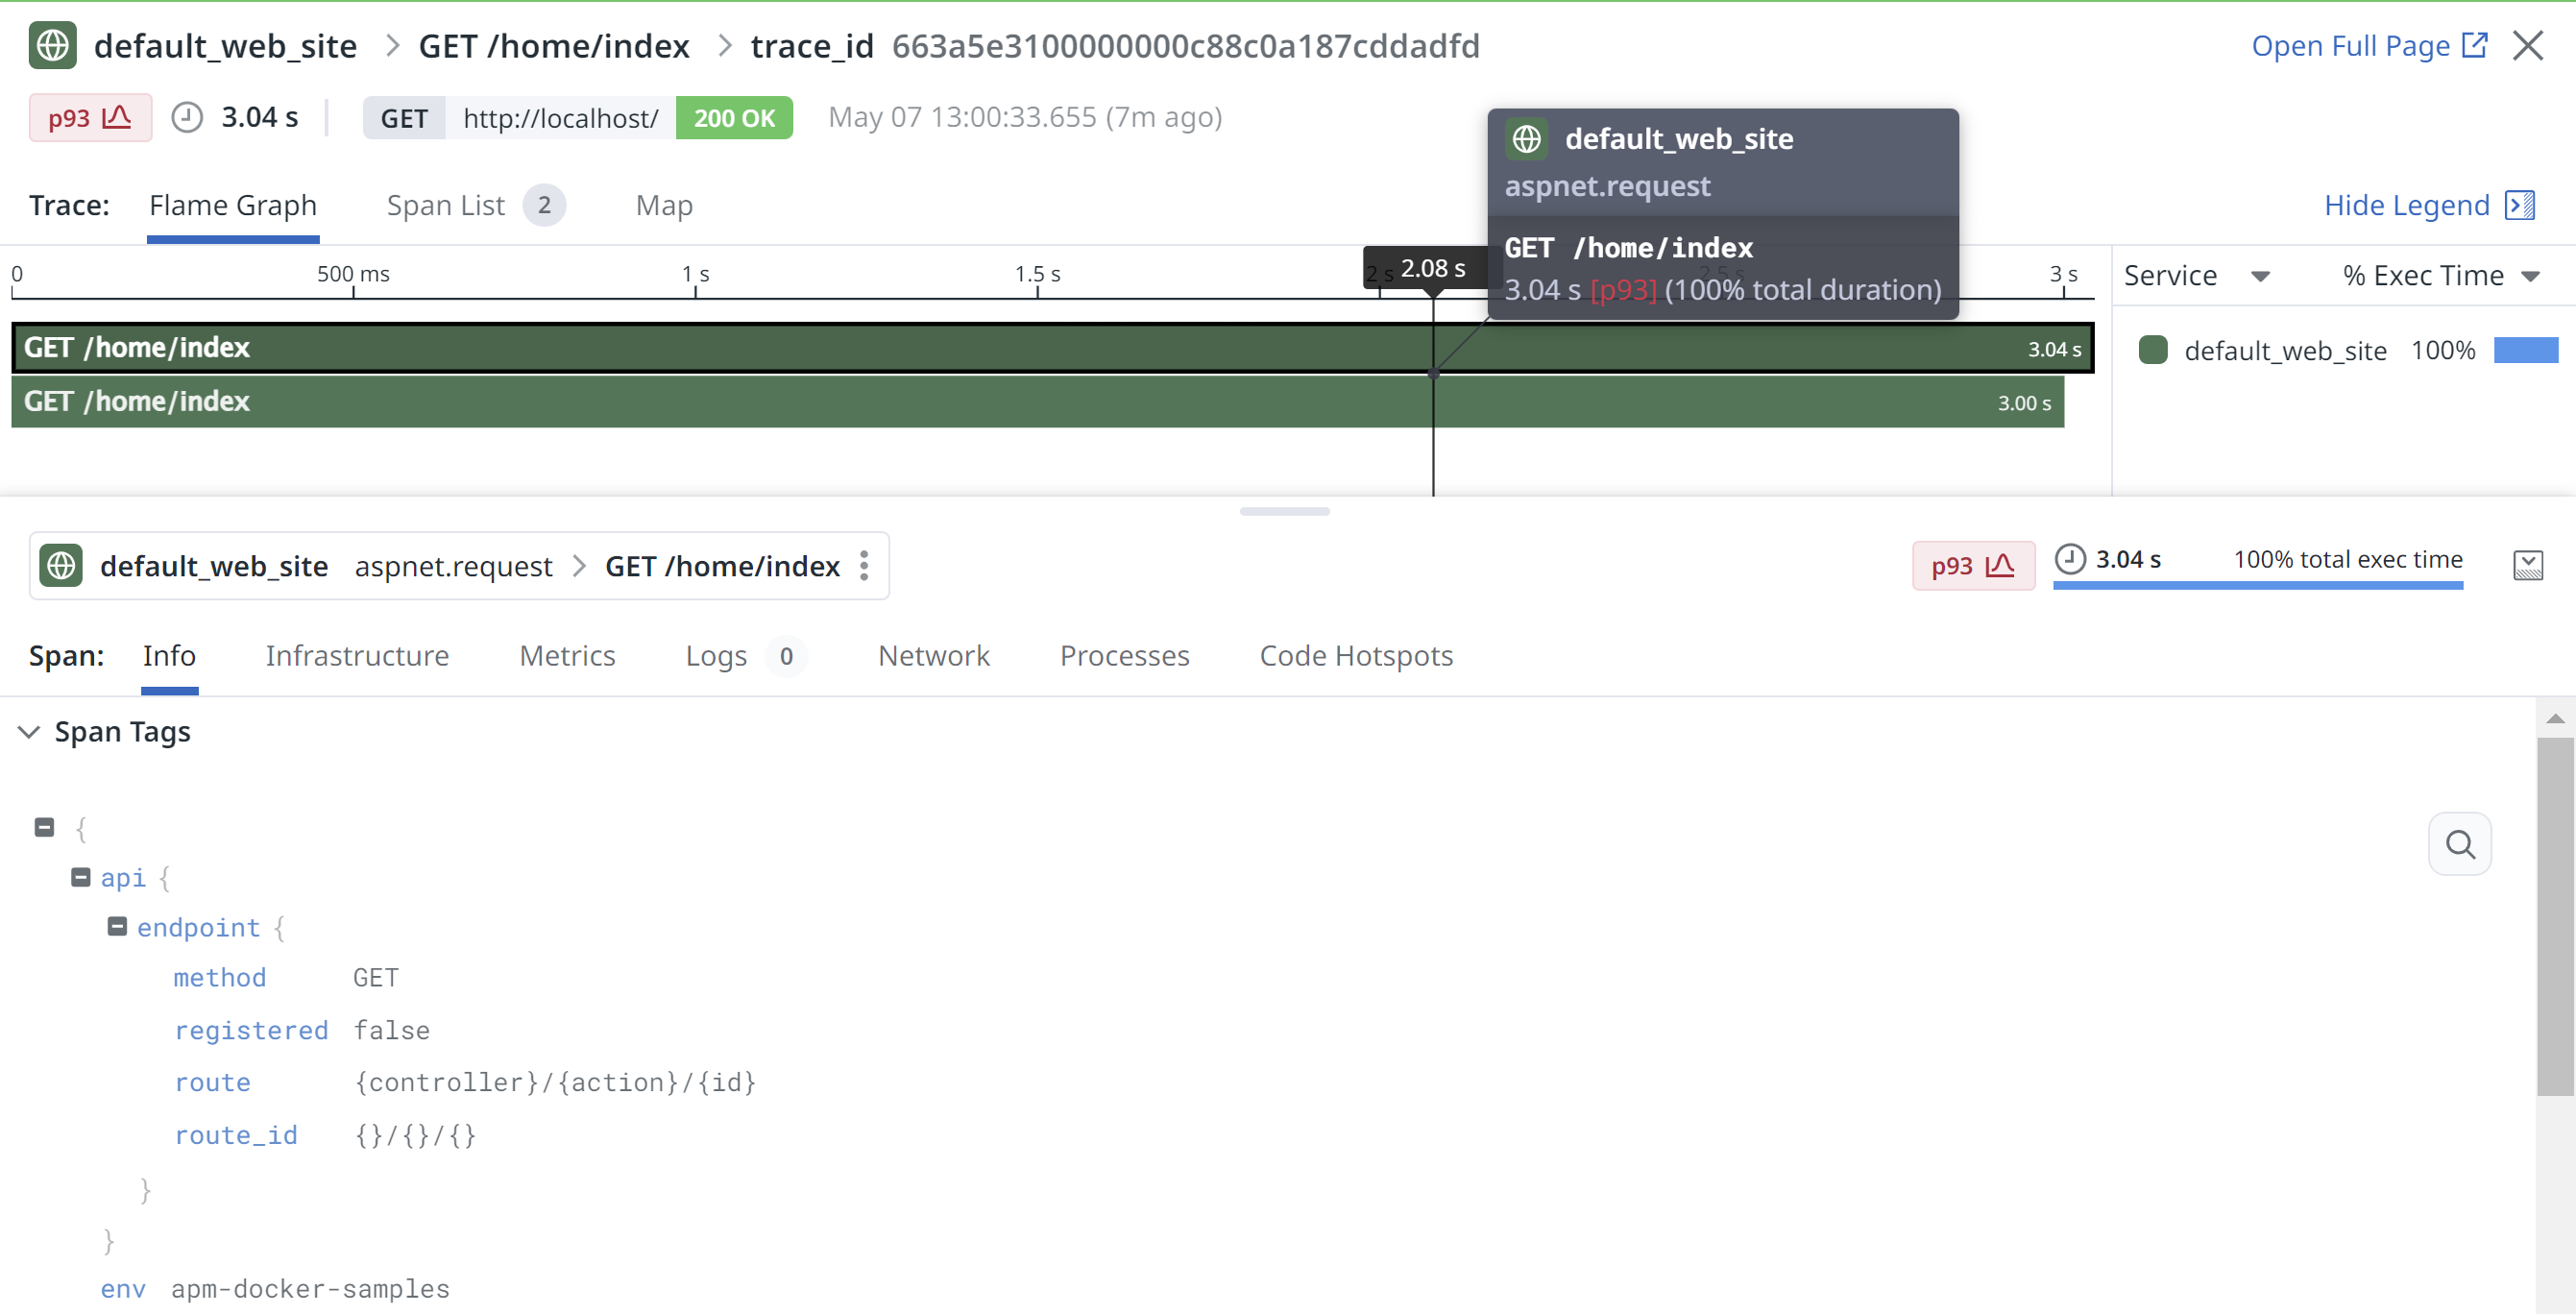 default_web_site > GET /home/index > trace_id 663a5e3100000000c88c0a187cddadfd
Open Full Page
p93 3.04 s GET http://localhost/ 200 OK May 07 13:00:33.655 (7m ago)
Trace: Flame Graph Span List 2 Map
Hide Legend
default_web_site
aspnet.request
GET /home/index
3.04 s [p93] (100% total duration)
0 500 ms 1 s 1.5 s 2 s 2.08 s 2.5 s 3 s
Service % Exec Time
GET /home/index 3.04 s
default_web_site 100%
GET /home/index 3.00 s
default_web_site aspnet.request > GET /home/index
p93 3.04 s 100% total exec time
Span: Info Infrastructure Metrics Logs 0 Network Processes Code Hotspots
Span Tags
{
api {
endpoint {
method GET
registered false
route {controller}/{action}/{id}
route_id {}/{}/{}
}
}
env apm-docker-samples